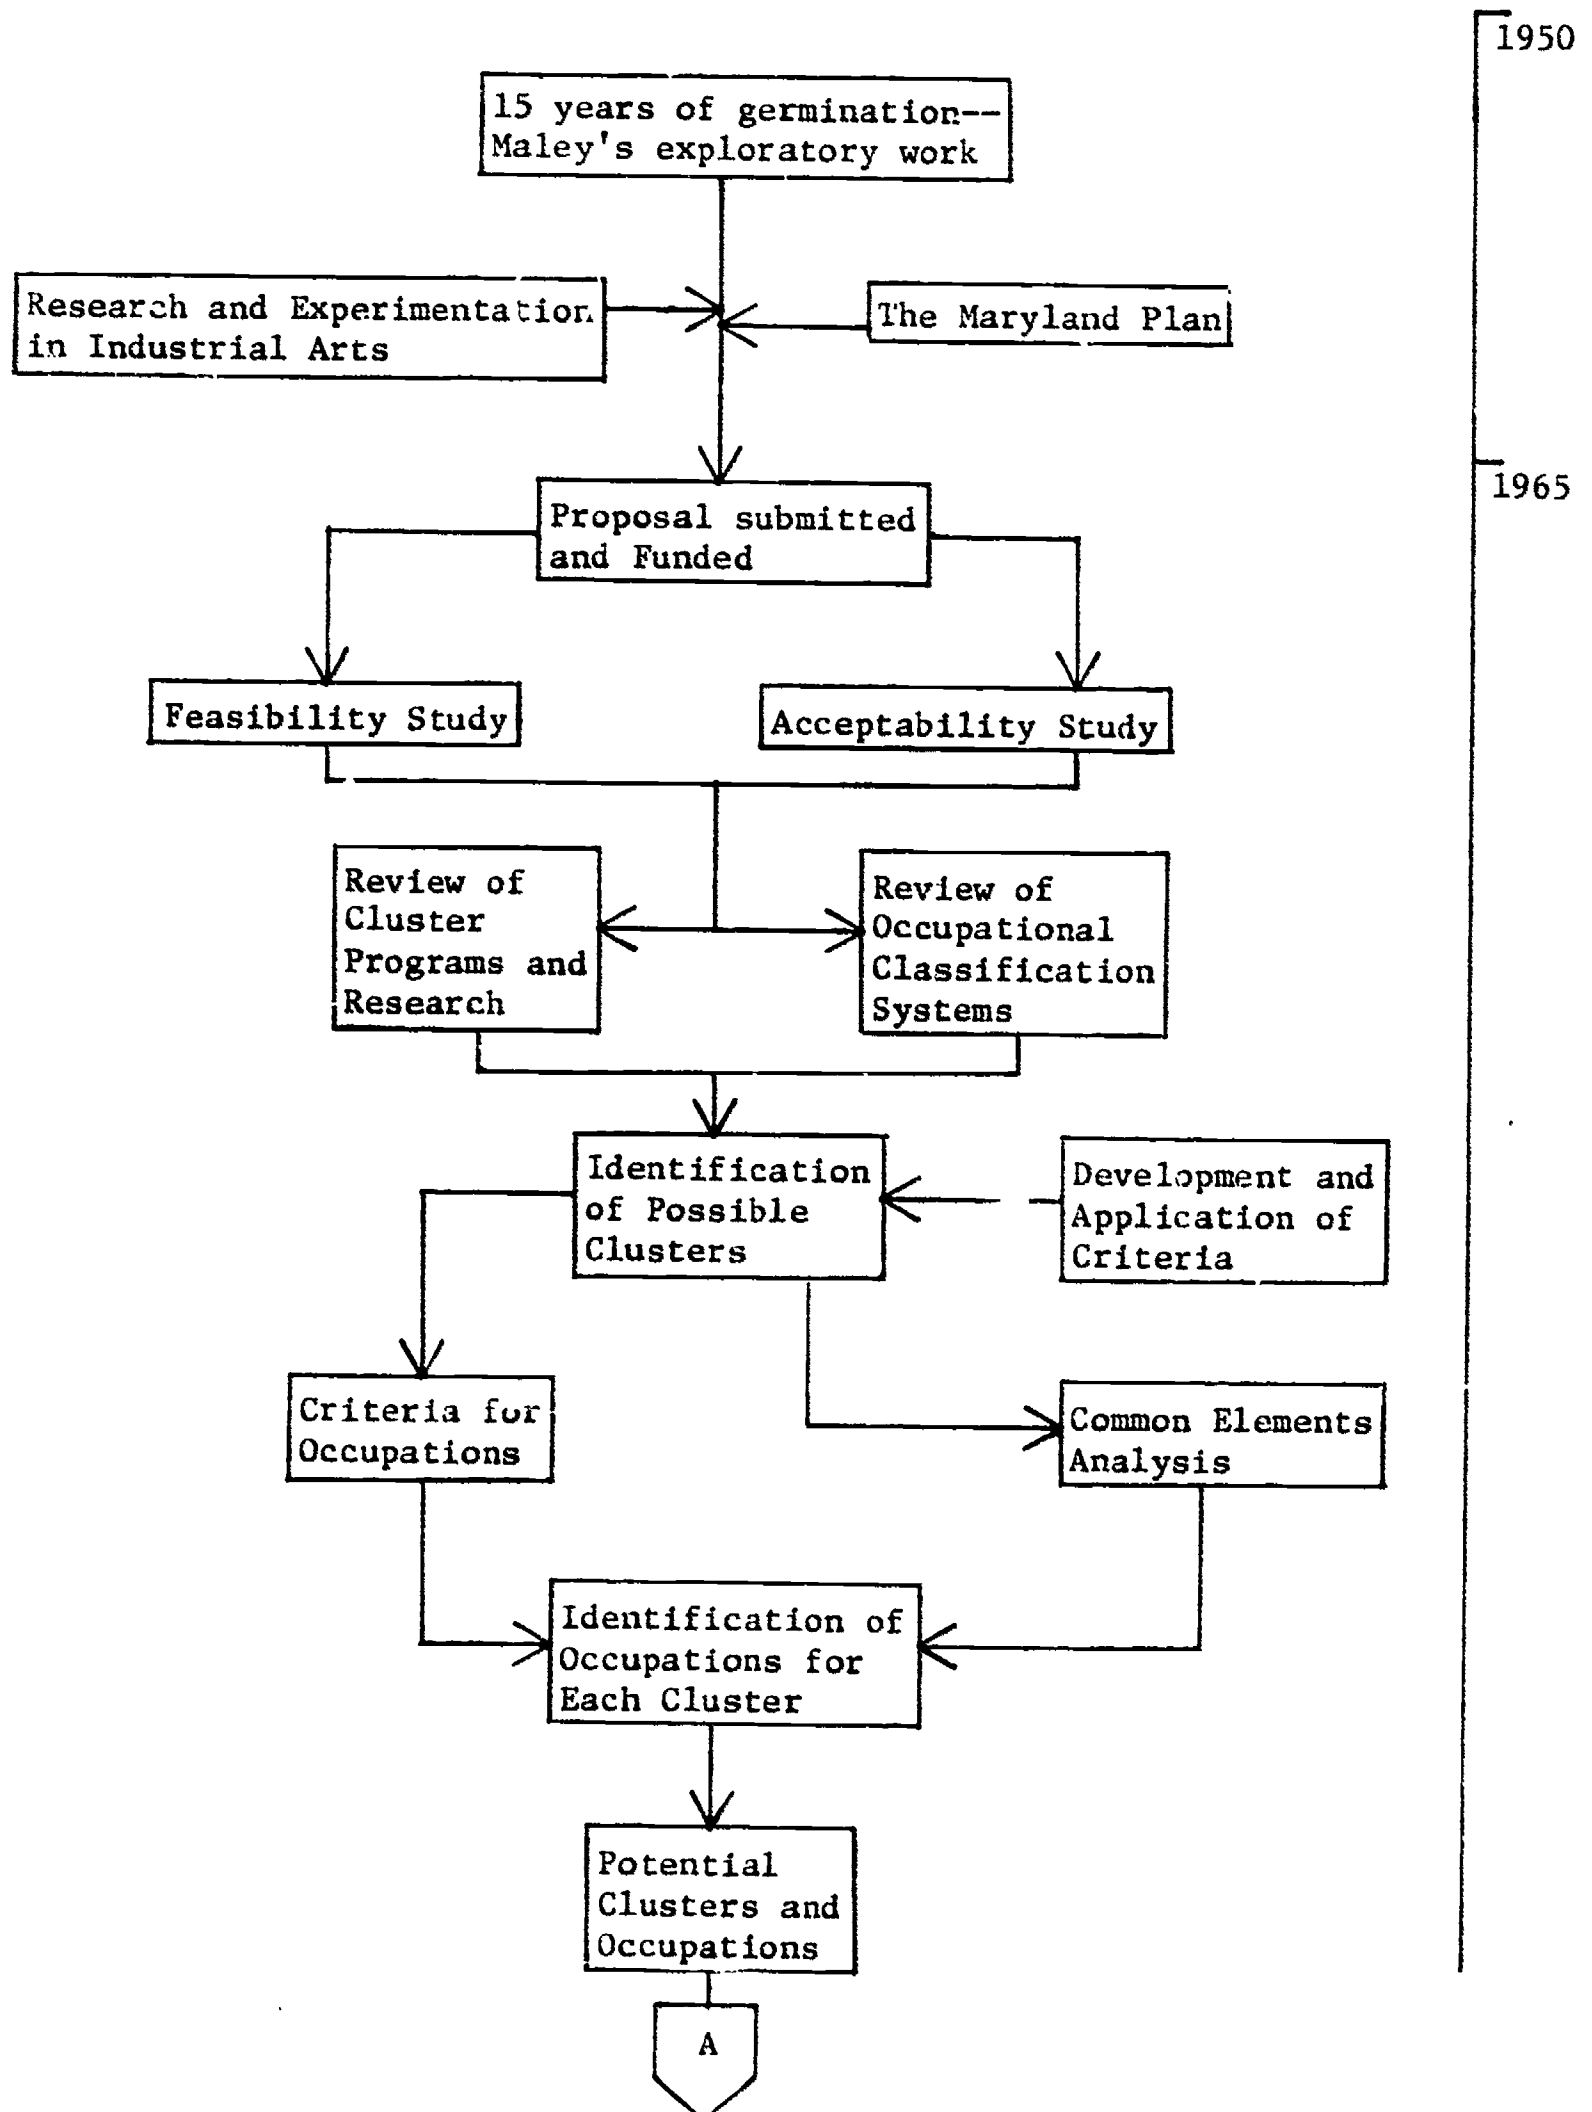 1950
15 years of germination--
Maley's exploratory work
Research and Experimentation
in Industrial Arts
The Maryland Plan
1965
Proposal submitted
and Funded
Feasibility Study
Acceptability Study
Review of
Cluster
Programs and
Research
Review of
Occupational
Classification
Systems
Identification
of Possible
Clusters
Development and
Application of
Criteria
Criteria for
Occupations
Common Elements
Analysis
Identification of
Occupations for
Each Cluster
Potential
Clusters and
Occupations
A